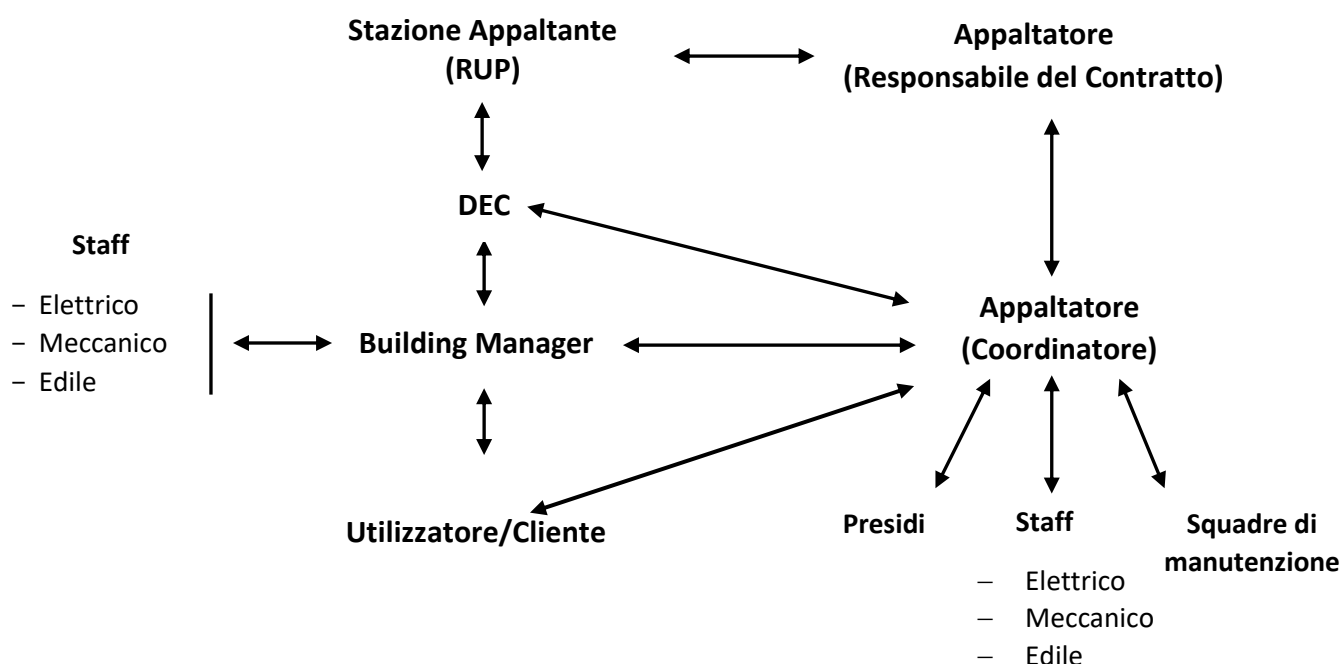 Stazione Appaltante
(RUP)
Appaltatore
(Responsabile del Contratto)
DEC
Staff
− Elettrico
− Meccanico
− Edile
Building Manager
Appaltatore
(Coordinatore)
Utilizzatore/Cliente
Presidi
Staff
− Elettrico
− Meccanico
− Edile
Squadre di
manutenzione